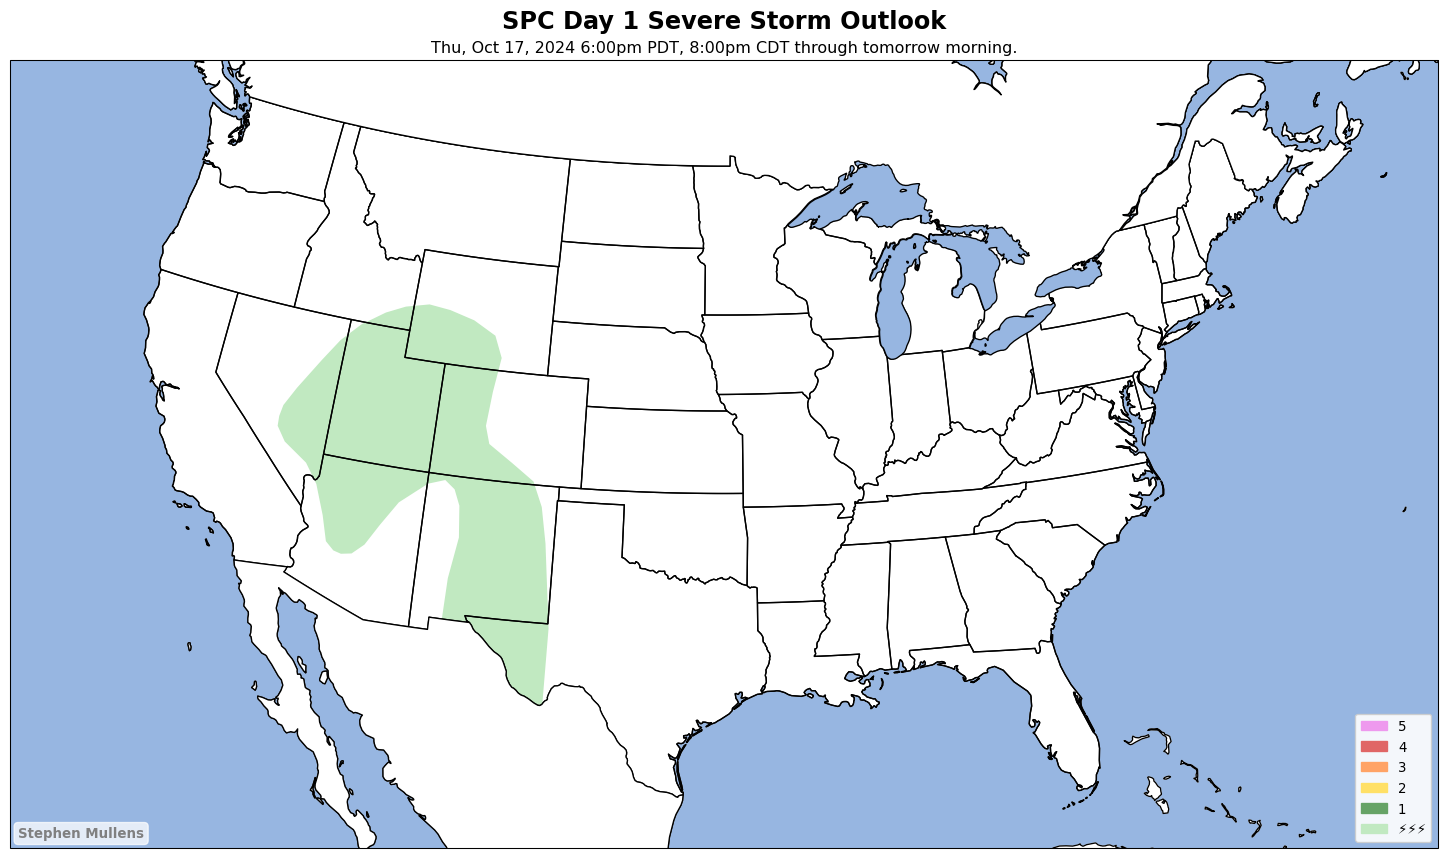 SPC Day 1 Severe Storm Outlook
Thu, Oct 17, 2024 6:00pm PDT, 8:00pm CDT through tomorrow morning.
5
4
3
2
1
⚡⚡⚡
Stephen Mullens